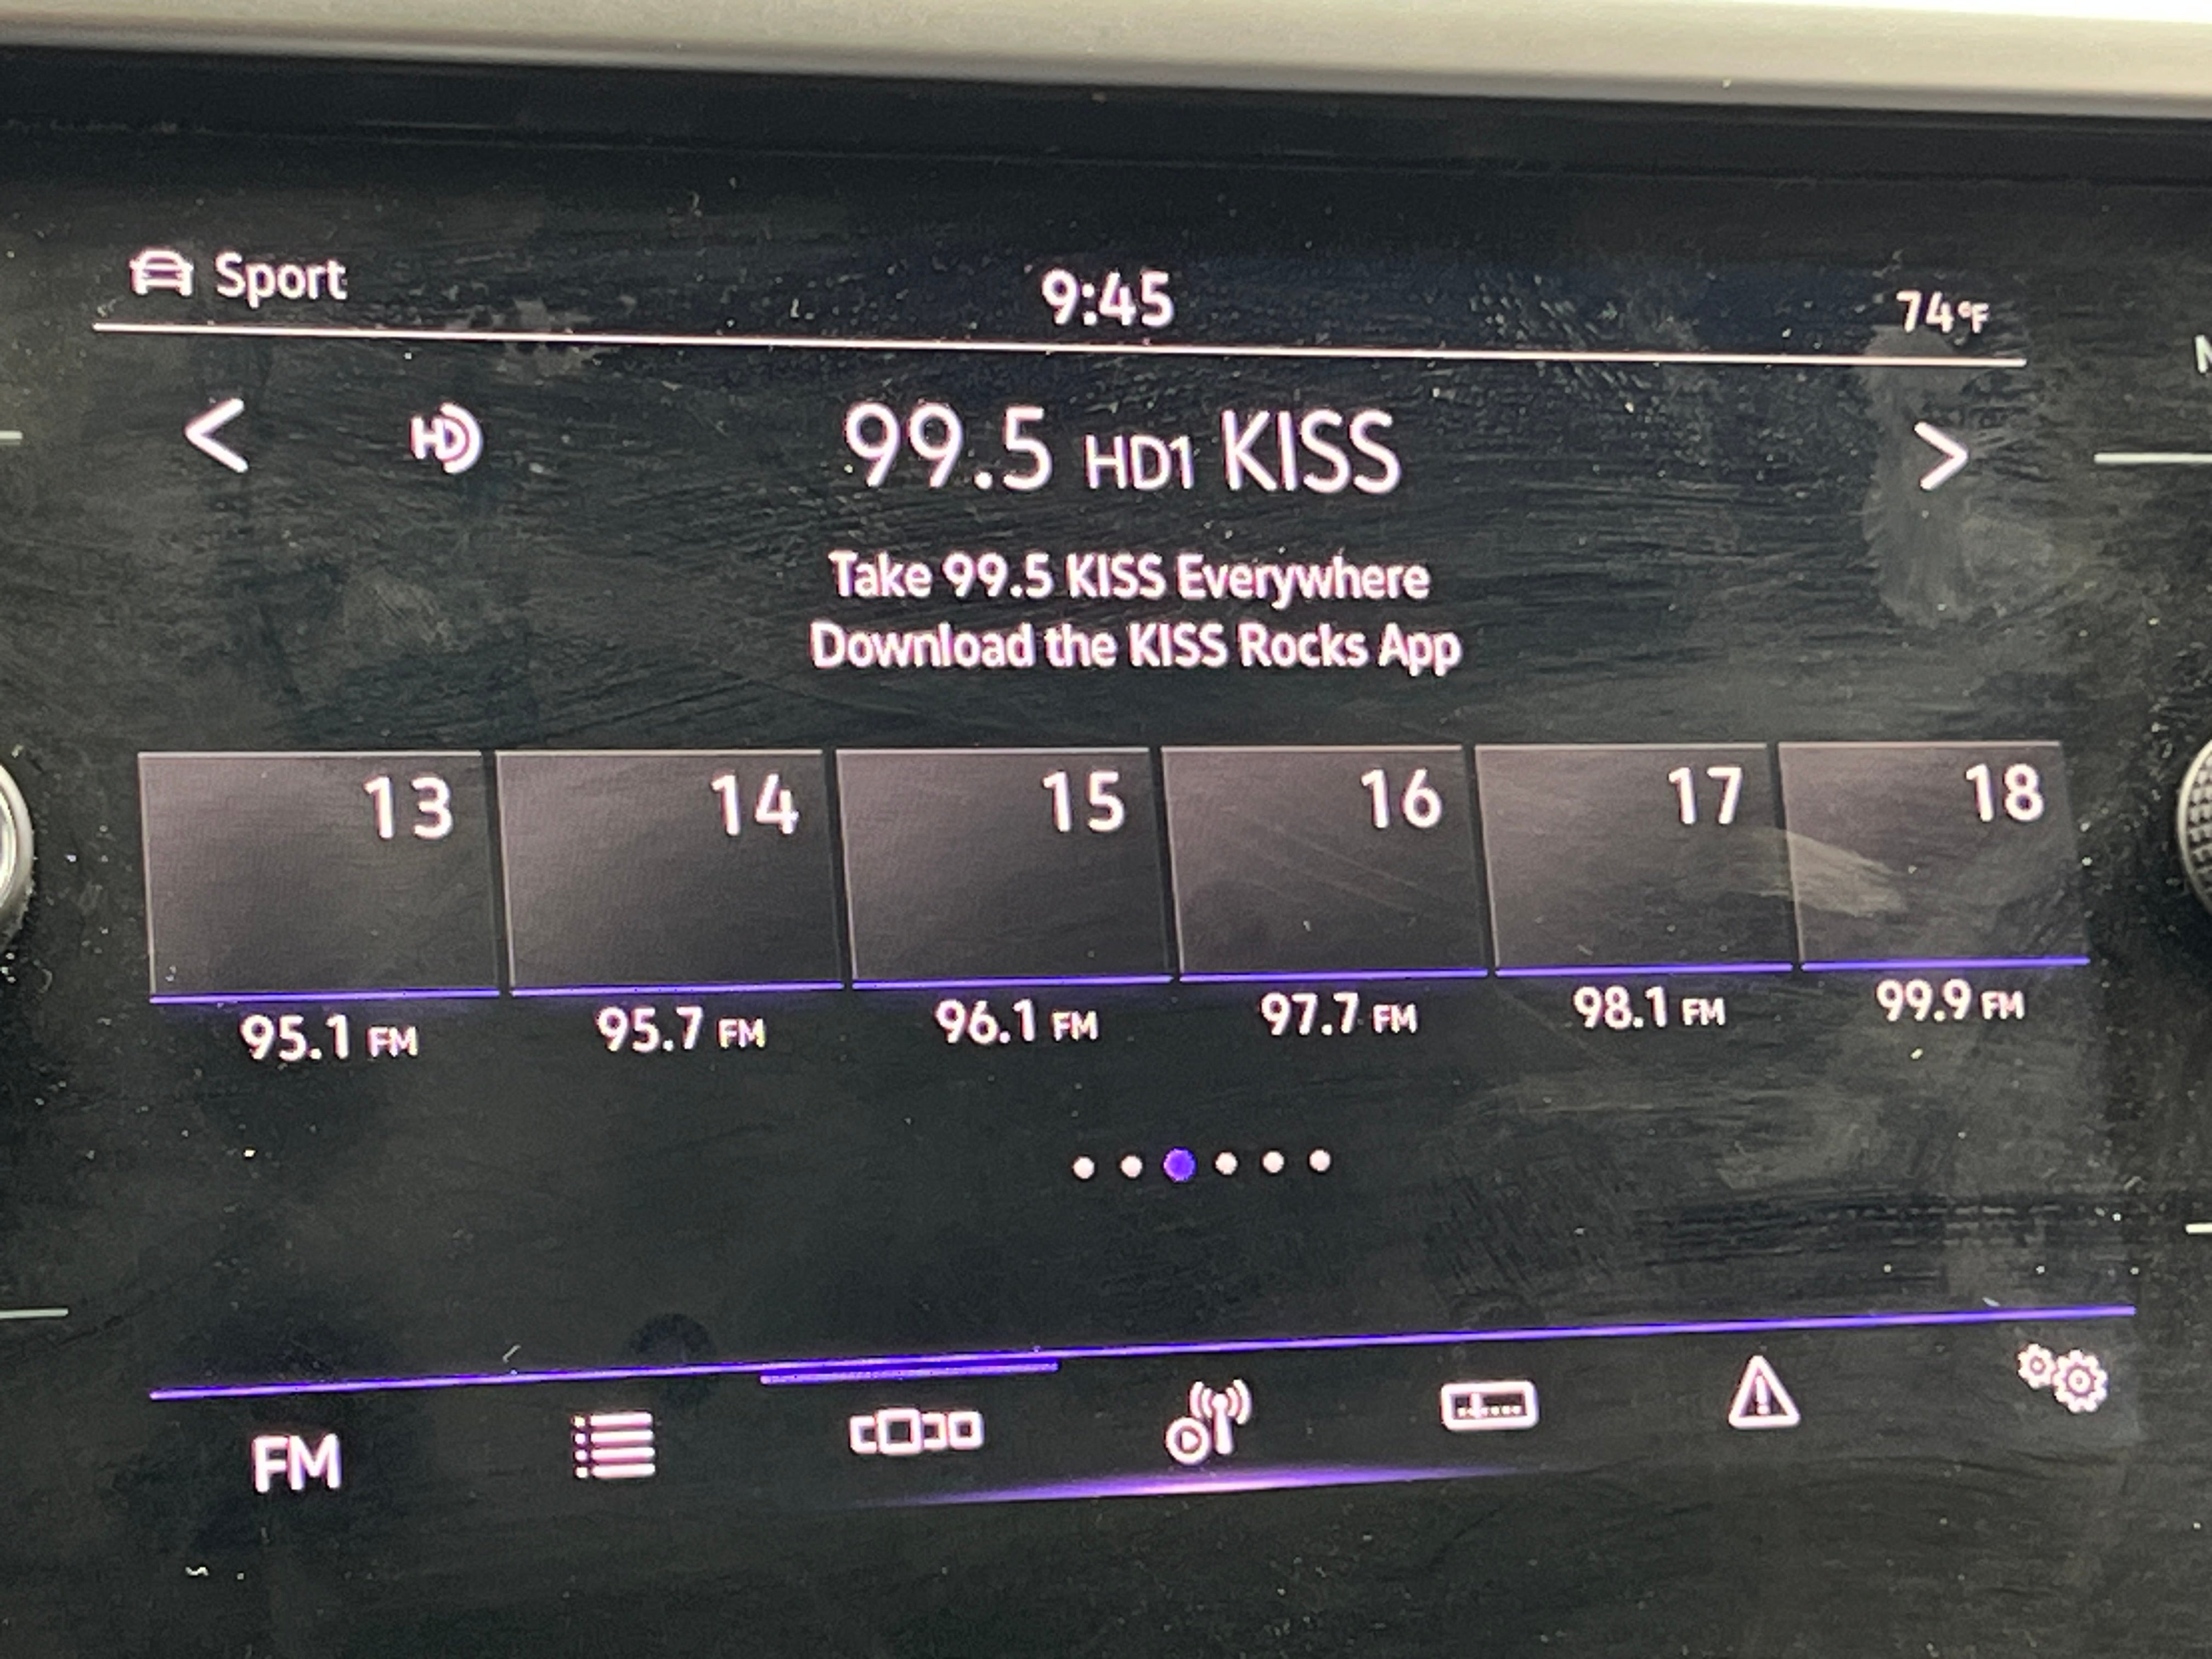 Sport 9:45 74°F
HD 99.5 HD1 KISS
Take 99.5 KISS Everywhere
Download the KISS Rocks App
13 14 15 16 17 18
95.1 FM 95.7 FM 96.1 FM 97.7 FM 98.1 FM 99.9 FM
FM